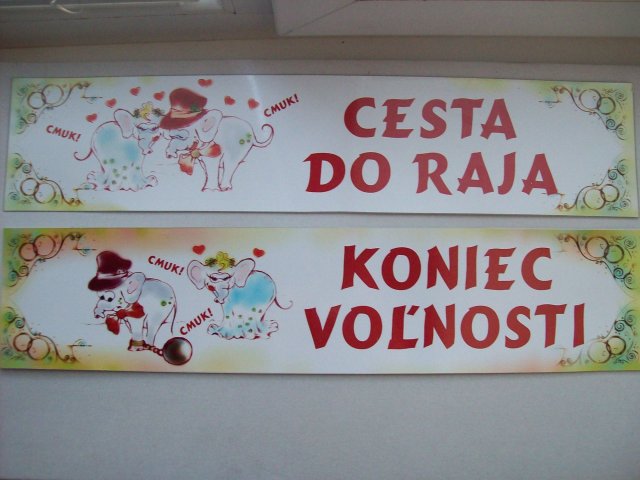 CMUK!
CMUK!
CESTA
DO RAJA
CMUK!
CMUK!
KONIEC
VOĽNOSTI